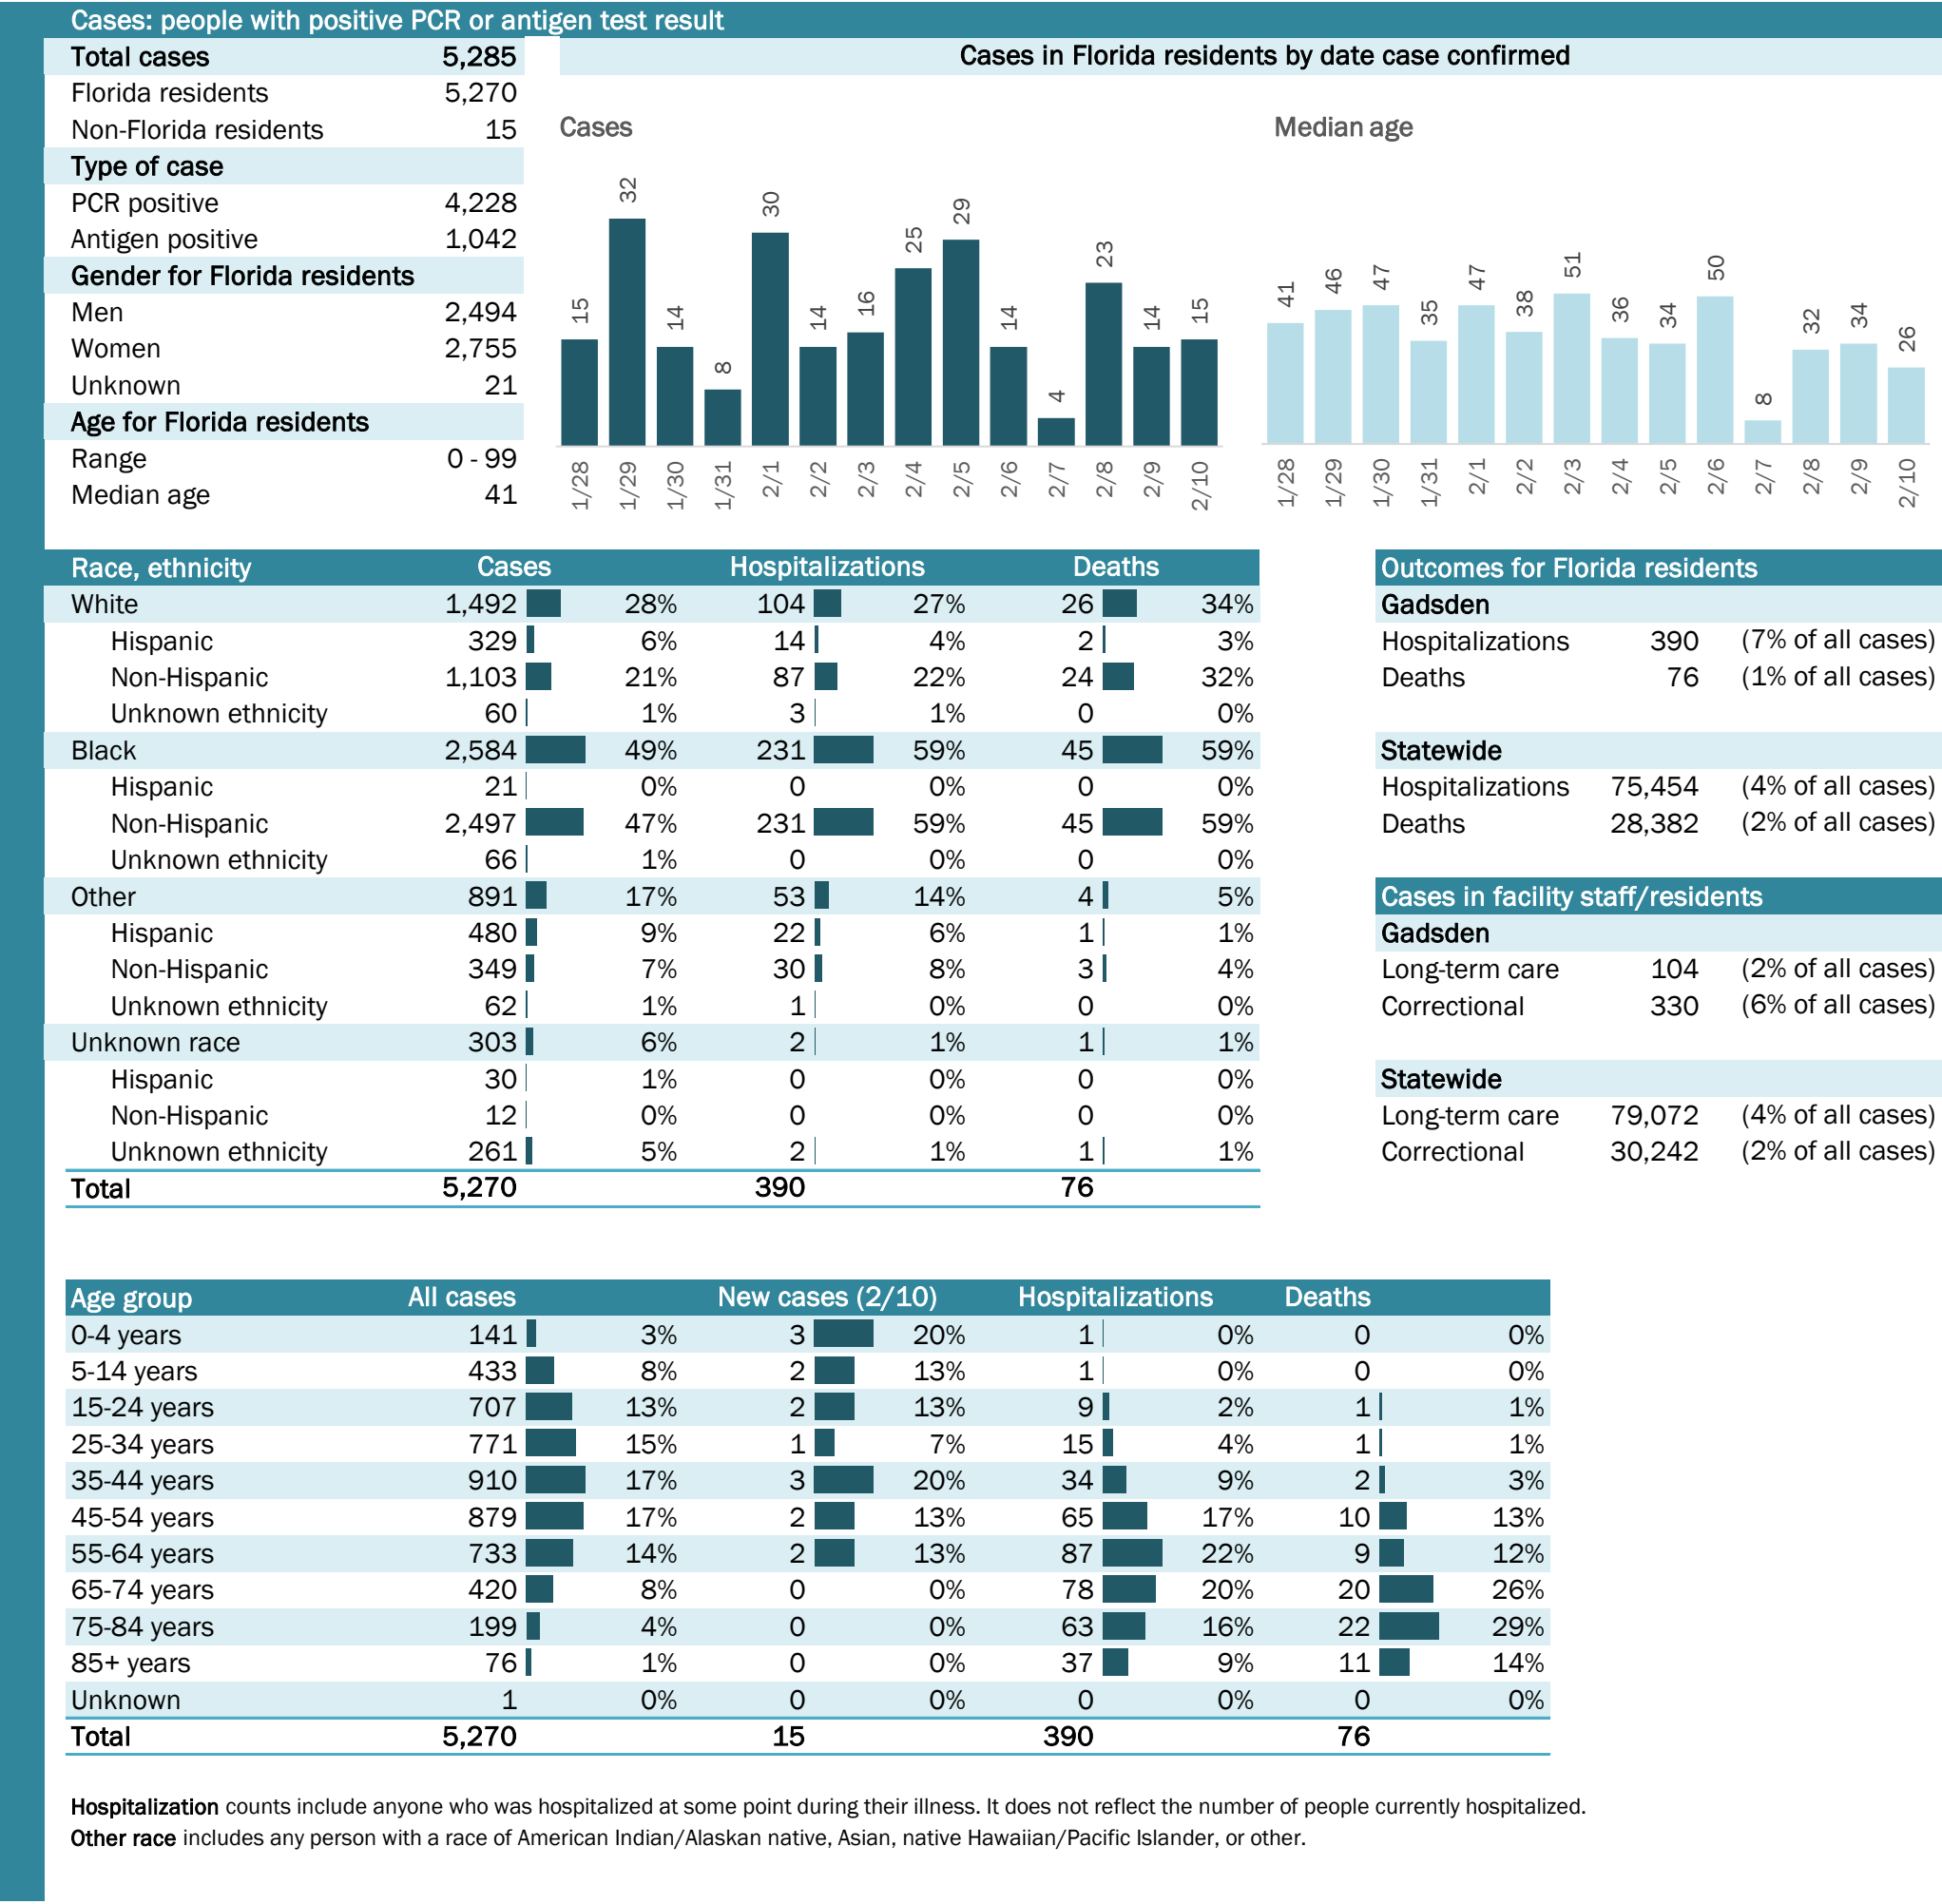 Cases: people with positive PCR or antigen test result
Total cases 5,285
Florida residents 5,270
Non-Florida residents 15
Type of case
PCR positive 4,228
Antigen positive 1,042
Gender for Florida residents
Men 2,494
Women 2,755
Unknown 21
Age for Florida residents
Range 0 - 99
Median age 41
Cases in Florida residents by date case confirmed
Cases
15 32 14 8 30 14 16 25 29 14 4 23 14 15
1/28 1/29 1/30 1/31 2/1 2/2 2/3 2/4 2/5 2/6 2/7 2/8 2/9 2/10
Median age
41 46 47 35 47 38 51 36 34 50 8 32 34 26
1/28 1/29 1/30 1/31 2/1 2/2 2/3 2/4 2/5 2/6 2/7 2/8 2/9 2/10
Race, ethnicity Cases Hospitalizations Deaths
White 1,492 28% 104 27% 26 34%
Hispanic 329 6% 14 4% 2 3%
Non-Hispanic 1,103 21% 87 22% 24 32%
Unknown ethnicity 60 1% 3 1% 0 0%
Black 2,584 49% 231 59% 45 59%
Hispanic 21 0% 0 0% 0 0%
Non-Hispanic 2,497 47% 231 59% 45 59%
Unknown ethnicity 66 1% 0 0% 0 0%
Other 891 17% 53 14% 4 5%
Hispanic 480 9% 22 6% 1 1%
Non-Hispanic 349 7% 30 8% 3 4%
Unknown ethnicity 62 1% 1 0% 0 0%
Unknown race 303 6% 2 1% 1 1%
Hispanic 30 1% 0 0% 0 0%
Non-Hispanic 12 0% 0 0% 0 0%
Unknown ethnicity 261 5% 2 1% 1 1%
Total 5,270 390 76
Outcomes for Florida residents
Gadsden
Hospitalizations 390 (7% of all cases)
Deaths 76 (1% of all cases)
Statewide
Hospitalizations 75,454 (4% of all cases)
Deaths 28,382 (2% of all cases)
Cases in facility staff/residents
Gadsden
Long-term care 104 (2% of all cases)
Correctional 330 (6% of all cases)
Statewide
Long-term care 79,072 (4% of all cases)
Correctional 30,242 (2% of all cases)
Age group All cases New cases (2/10) Hospitalizations Deaths
0-4 years 141 3% 3 20% 1 0% 0 0%
5-14 years 433 8% 2 13% 1 0% 0 0%
15-24 years 707 13% 2 13% 9 2% 1 1%
25-34 years 771 15% 1 7% 15 4% 1 1%
35-44 years 910 17% 3 20% 34 9% 2 3%
45-54 years 879 17% 2 13% 65 17% 10 13%
55-64 years 733 14% 2 13% 87 22% 9 12%
65-74 years 420 8% 0 0% 78 20% 20 26%
75-84 years 199 4% 0 0% 63 16% 22 29%
85+ years 76 1% 0 0% 37 9% 11 14%
Unknown 1 0% 0 0% 0 0% 0 0%
Total 5,270 15 390 76
Hospitalization counts include anyone who was hospitalized at some point during their illness. It does not reflect the number of people currently hospitalized.
Other race includes any person with a race of American Indian/Alaskan native, Asian, native Hawaiian/Pacific Islander, or other.